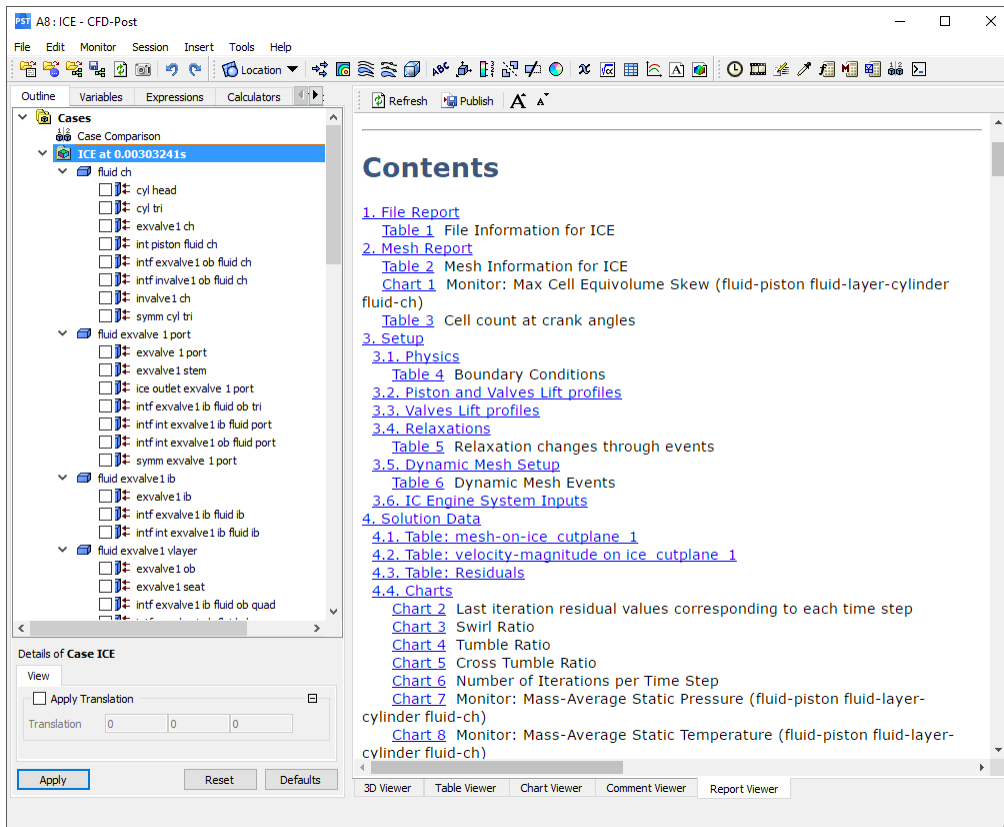 PST A8 : ICE - CFD-Post
File Edit Monitor Session Insert Tools Help
Location
Outline Variables Expressions Calculators
Cases
Case Comparison
ICE at 0.00303241s
fluid ch
cyl head
cyl tri
exvalve1 ch
int piston fluid ch
intf exvalve1 ob fluid ch
intf invalve1 ob fluid ch
invalve1 ch
symm cyl tri
fluid exvalve 1 port
exvalve 1 port
exvalve1 stem
ice outlet exvalve 1 port
intf exvalve1 ib fluid ob tri
intf int exvalve1 ib fluid port
intf int exvalve1 ob fluid port
symm exvalve 1 port
fluid exvalve1 ib
exvalve1 ib
intf exvalve1 ib fluid ib
intf int exvalve1 ib fluid ib
fluid exvalve1 vlayer
exvalve1 ob
exvalve1 seat
intf exvalve1 ib fluid ob quad
Details of Case ICE
View
Apply Translation
Translation 0 0 0
Apply Reset Defaults
Refresh Publish A A
Contents
1. File Report
Table 1 File Information for ICE
2. Mesh Report
Table 2 Mesh Information for ICE
Chart 1 Monitor: Max Cell Equivolume Skew (fluid-piston fluid-layer-cylinder
fluid-ch)
Table 3 Cell count at crank angles
3. Setup
3.1. Physics
Table 4 Boundary Conditions
3.2. Piston and Valves Lift profiles
3.3. Valves Lift profiles
3.4. Relaxations
Table 5 Relaxation changes through events
3.5. Dynamic Mesh Setup
Table 6 Dynamic Mesh Events
3.6. IC Engine System Inputs
4. Solution Data
4.1. Table: mesh-on-ice_cutplane_1
4.2. Table: velocity-magnitude on ice_cutplane_1
4.3. Table: Residuals
4.4. Charts
Chart 2 Last iteration residual values corresponding to each time step
Chart 3 Swirl Ratio
Chart 4 Tumble Ratio
Chart 5 Cross Tumble Ratio
Chart 6 Number of Iterations per Time Step
Chart 7 Monitor: Mass-Average Static Pressure (fluid-piston fluid-layer-
cylinder fluid-ch)
Chart 8 Monitor: Mass-Average Static Temperature (fluid-piston fluid-layer-
cylinder fluid-ch)
3D Viewer Table Viewer Chart Viewer Comment Viewer Report Viewer